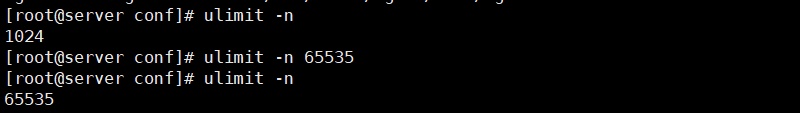 [root@server conf]# ulimit -n
1024
[root@server conf]# ulimit -n 65535
[root@server conf]# ulimit -n
65535